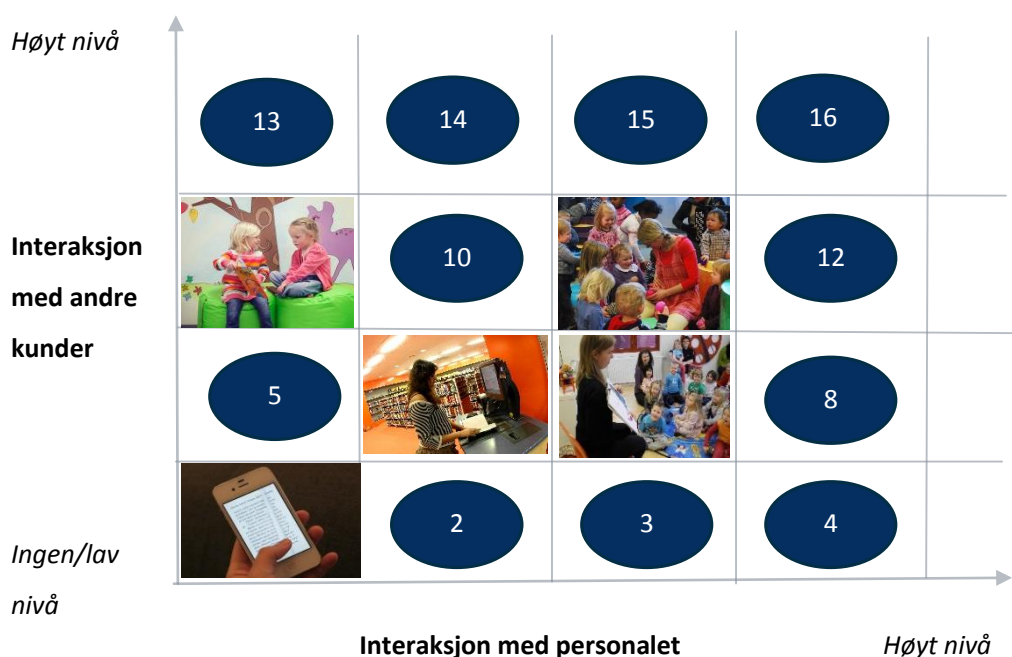 Høyt nivå
13
14
15
16
Interaksjon
med andre
kunder
10
12
5
8
2
3
4
Ingen/lav
nivå
Interaksjon med personalet
Høyt nivå